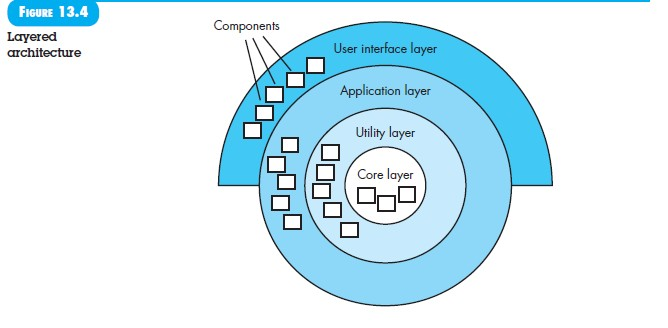 FIGURE 13.4
Layered
architecture
Components
User interface layer
Application layer
Utility layer
Core layer